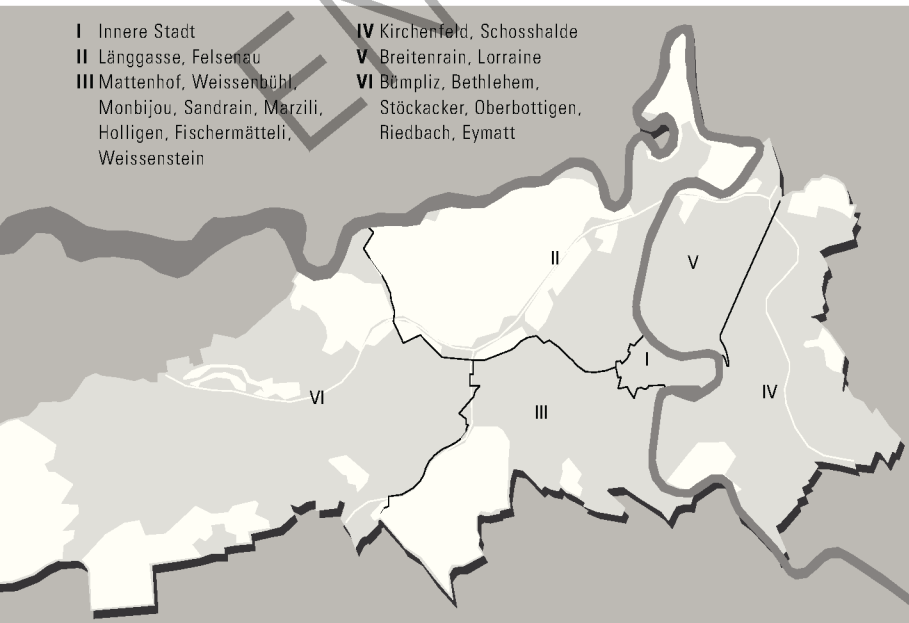 I Innere Stadt
II Länggasse, Felsenau
III Mattenhof, Weissenbühl,
Monbijou, Sandrain, Marzili,
Holligen, Fischermätteli,
Weissenstein
IV Kirchenfeld, Schosshalde
V Breitenrain, Lorraine
VI Bümpliz, Bethlehem,
Stöckacker, Oberbottigen,
Riedbach, Eymatt
II
V
I
VI
III
IV
EN